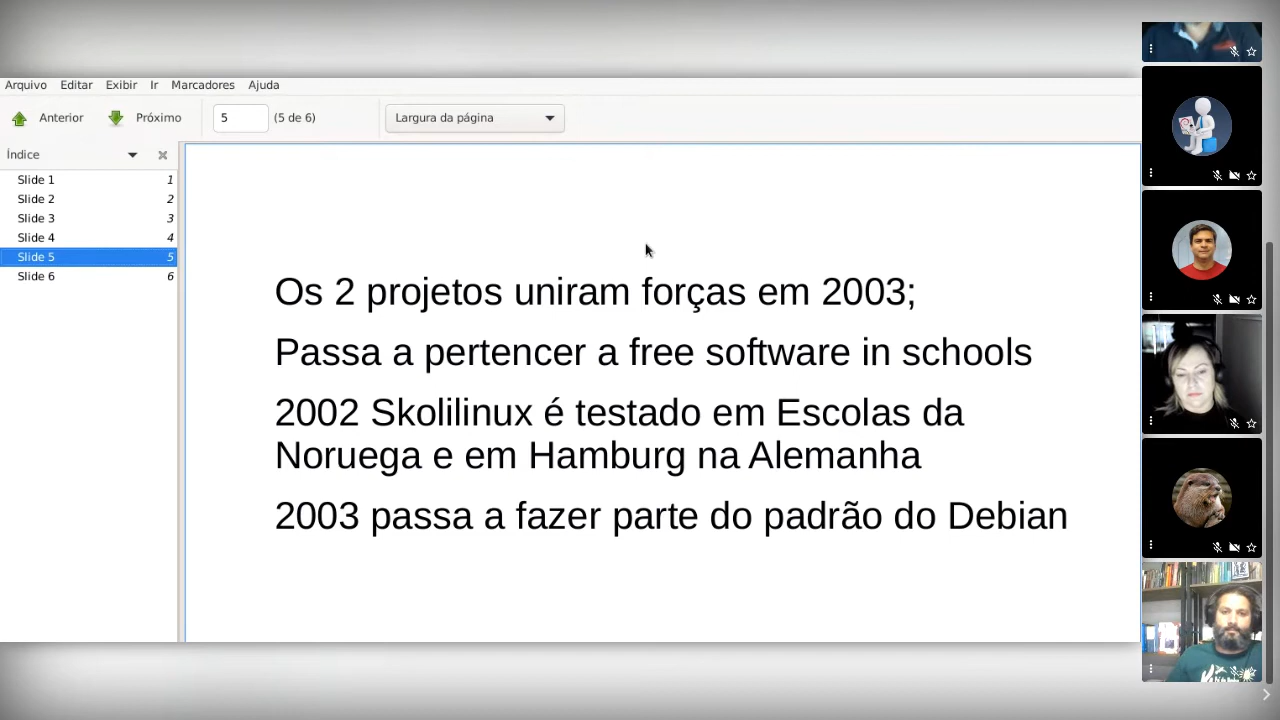 Arquivo Editar Exibir Ir Marcadores Ajuda
Anterior Próximo 5 (5 de 6) Largura da página
Índice
Slide 1 1
Slide 2 2
Slide 3 3
Slide 4 4
Slide 5 5
Slide 6 6
Os 2 projetos uniram forças em 2003;
Passa a pertencer a free software in schools
2002 Skolilinux é testado em Escolas da
Noruega e em Hamburg na Alemanha
2003 passa a fazer parte do padrão do Debian